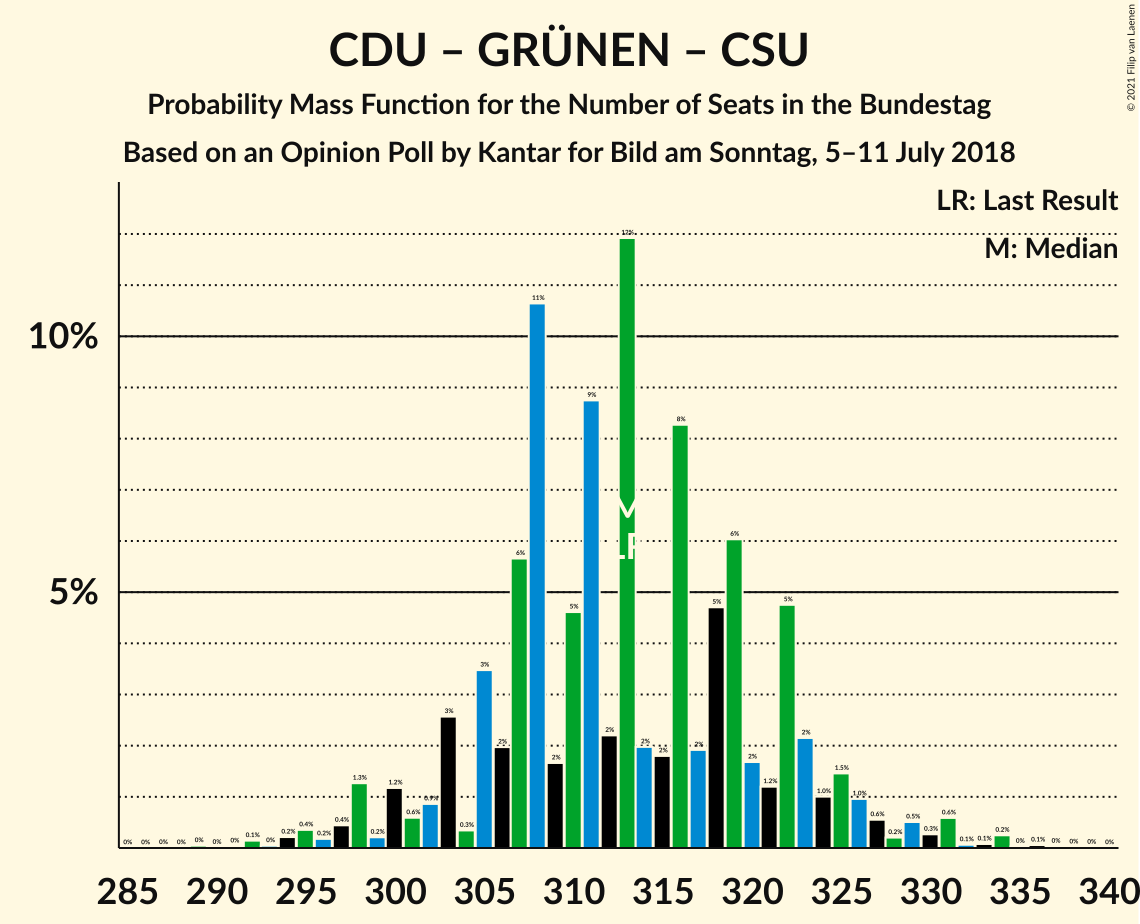 CDU – GRÜNEN – CSU
Probability Mass Function for the Number of Seats in the Bundestag
Based on an Opinion Poll by Kantar for Bild am Sonntag, 5–11 July 2018
© 2021 Filip van Laenen
LR: Last Result
M: Median
10%
5%
0% 0% 0% 0% 0% 0% 0% 0.1% 0% 0.2% 0.4% 0.2% 0.4% 1.3% 0.2% 1.2% 0.6% 0.9% 3% 0.3% 3% 2% 6% 11% 2% 5% 9% 2% 12% 2% 2% 8% 2% 5% 6% 2% 1.2% 5% 2% 1.0% 1.5% 1.0% 0.6% 0.2% 0.5% 0.3% 0.6% 0.1% 0.1% 0.2% 0% 0.1% 0% 0% 0% 0%
M
LR
285 290 295 300 305 310 315 320 325 330 335 340